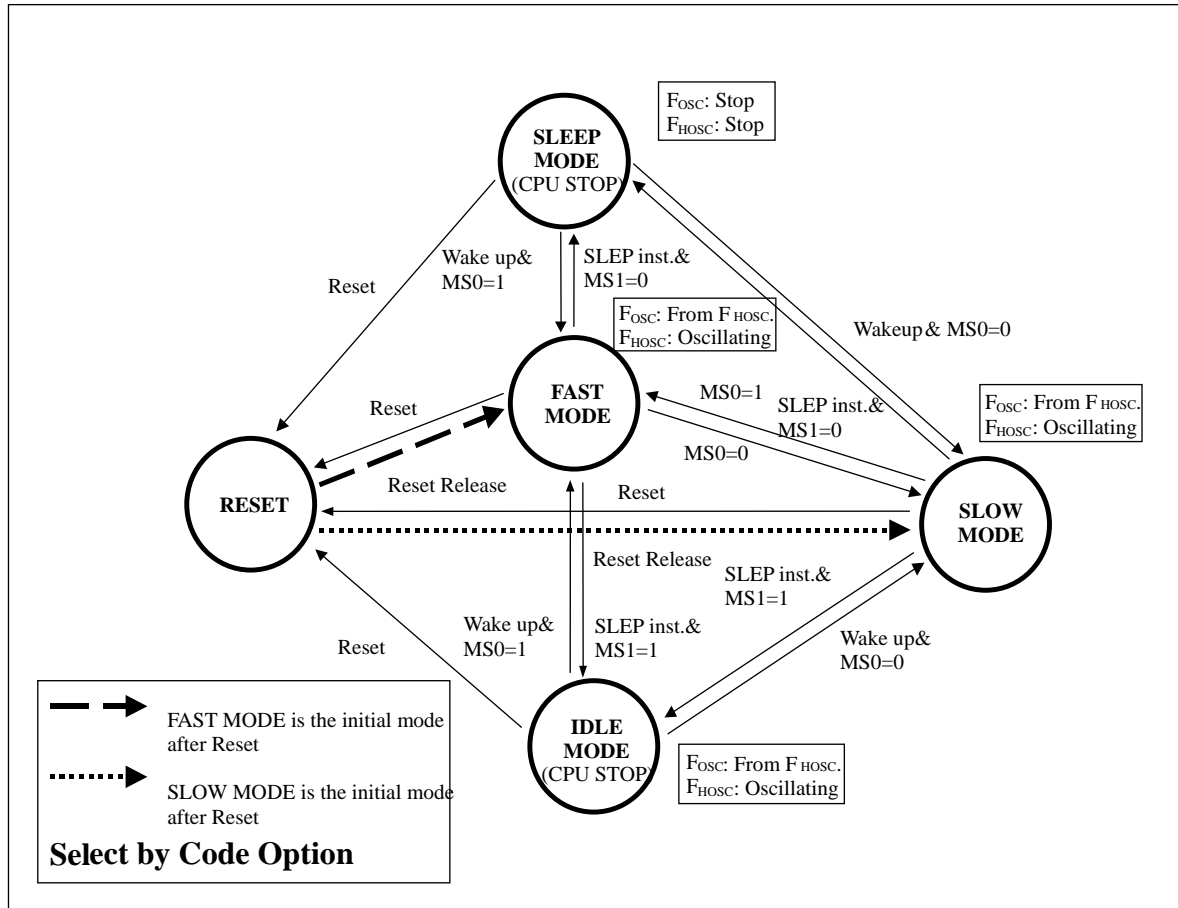 FOSC: Stop
FHOSC: Stop
SLEEP
MODE
(CPU STOP)
Wake up&
MS0=1
SLEP inst.&
MS1=0
Reset
FOSC: From FHOSC.
FHOSC: Oscillating
Wakeup & MS0=0
FAST
MODE
Reset
MS0=1
SLEP inst.&
MS1=0
MS0=0
FOSC: From FHOSC.
FHOSC: Oscillating
RESET
Reset Release
Reset
SLOW
MODE
Reset Release
SLEP inst.&
MS1=1
Reset
Wake up&
MS0=1
SLEP inst.&
MS1=1
Wake up&
MS0=0
IDLE
MODE
(CPU STOP)
FOSC: From FHOSC.
FHOSC: Oscillating
FAST MODE is the initial mode
after Reset
SLOW MODE is the initial mode
after Reset
Select by Code Option